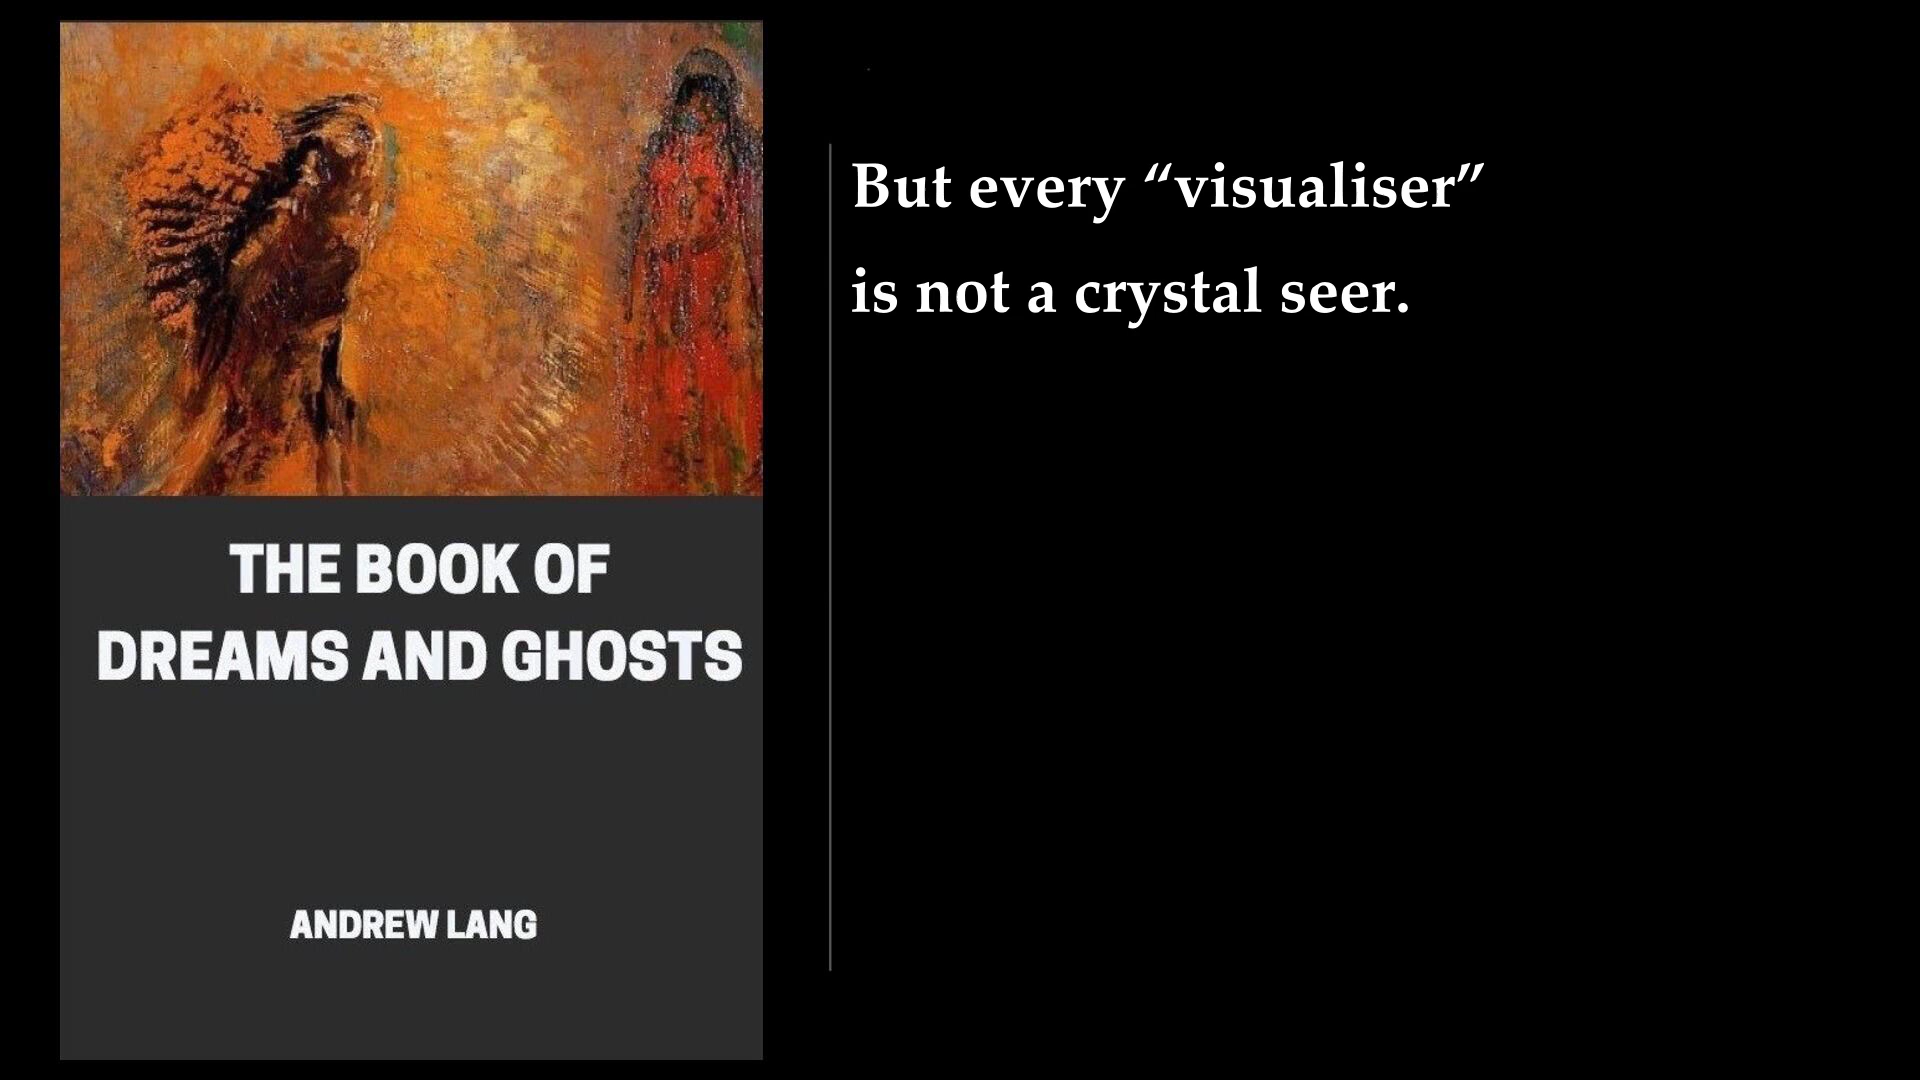 THE BOOK OF
DREAMS AND GHOSTS
ANDREW LANG
But every “visualiser”
is not a crystal seer.